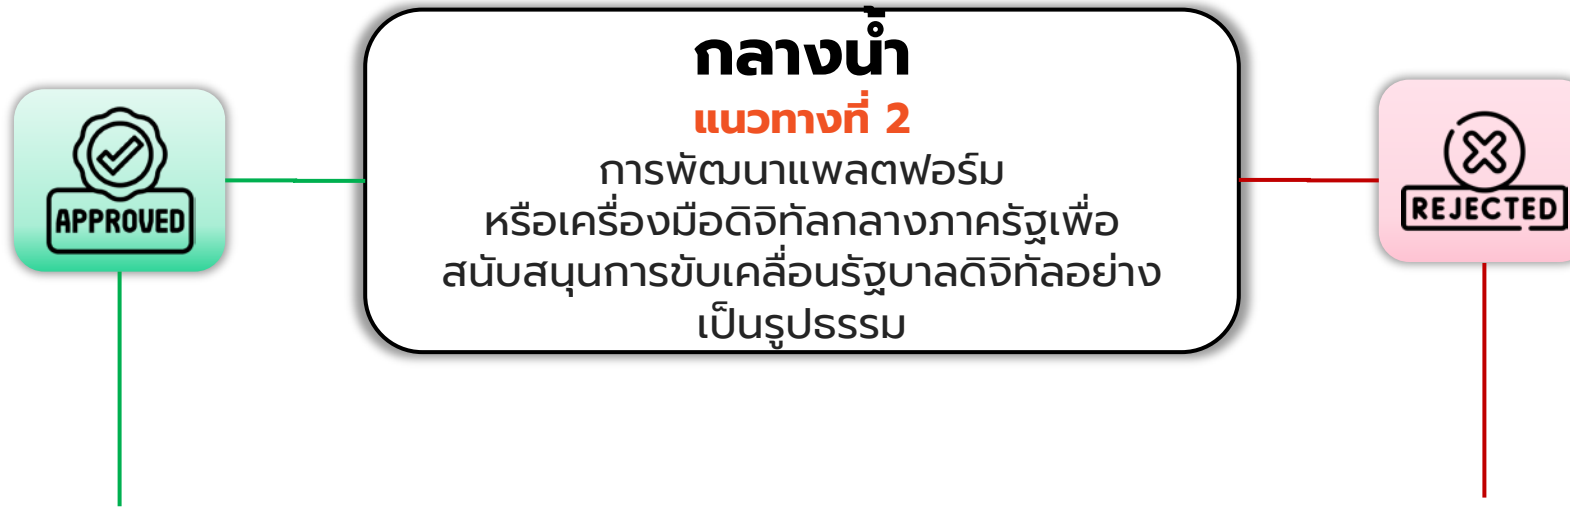 กลางน้ำ
แนวทางที่ 2
การพัฒนาแพลตฟอร์ม
หรือเครื่องมือดิจิทัลกลางภาครัฐเพื่อ
สนับสนุนการขับเคลื่อนรัฐบาลดิจิทัลอย่าง
เป็นรูปธรรม
APPROVED
REJECTED